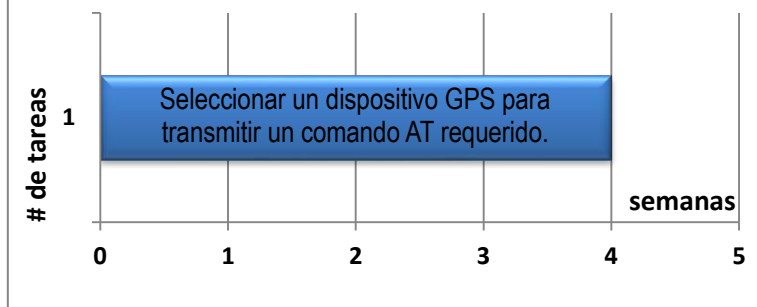 # de tareas
1
Seleccionar un dispositivo GPS para
transmitir un comando AT requerido.
semanas
0 1 2 3 4 5